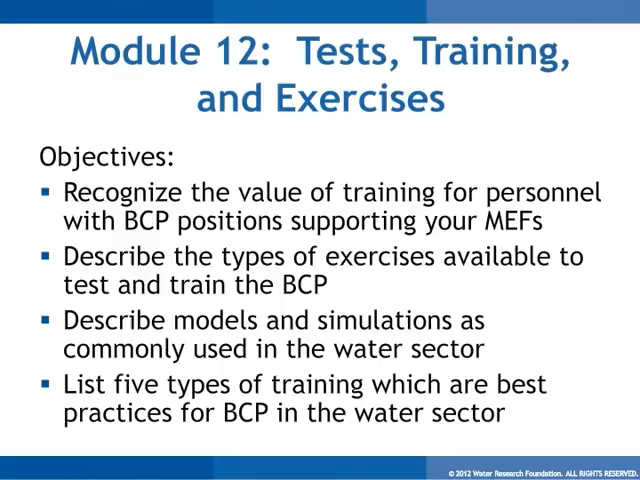 Module 12: Tests, Training,
and Exercises
Objectives:
▪ Recognize the value of training for personnel
with BCP positions supporting your MEFs
▪ Describe the types of exercises available to
test and train the BCP
▪ Describe models and simulations as
commonly used in the water sector
▪ List five types of training which are best
practices for BCP in the water sector
© 2012 Water Research Foundation. ALL RIGHTS RESERVED.